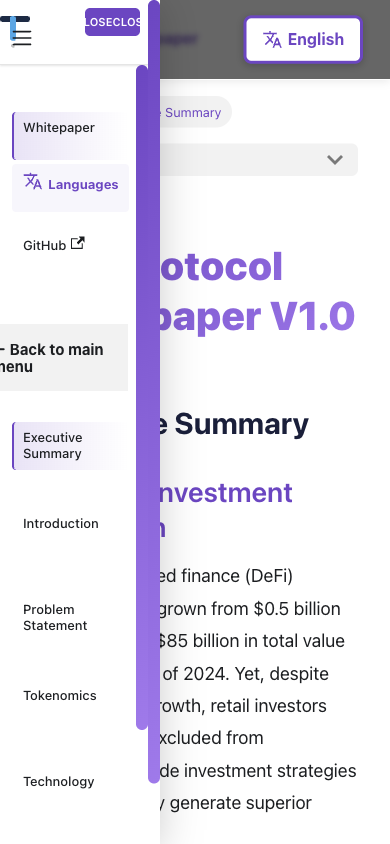 LOSECLOS
English
Whitepaper
Languages
GitHub
Back to main
Executive
Summary
Introduction
Problem
Statement
Tokenomics
Technology
Summary
otocol
paper V1.0
e Summary
nvestment
ed finance (DeFi)
grown from $0.5 billion
$85 billion in total value
of 2024. Yet, despite
rowth, retail investors
xcluded from
de investment strategies
y generate superior